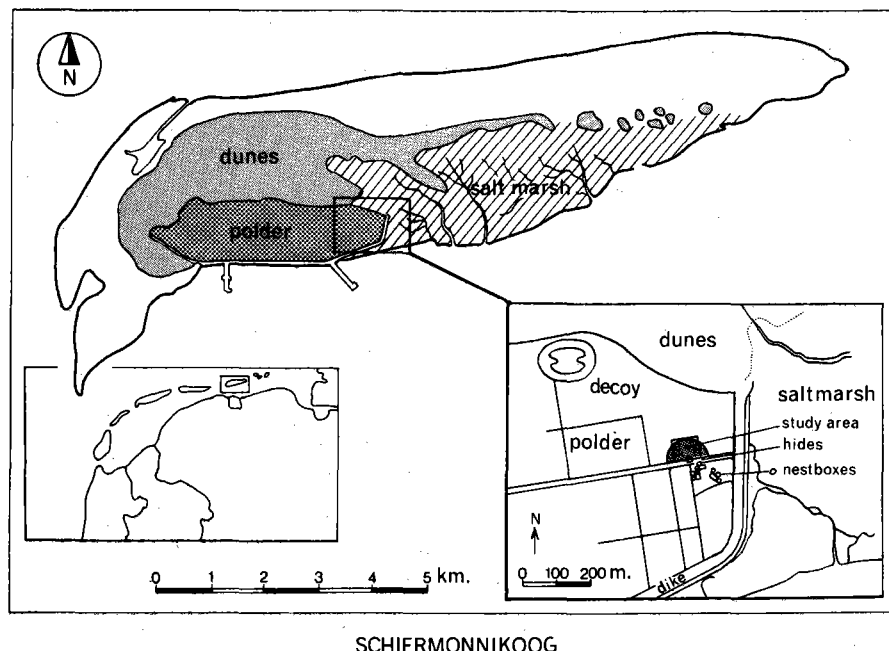 N
dunes
salt marsh
polder
dunes
decoy
saltmarsh
study area
polder
hides
nestboxes
N
0 100 200 m.
dike
0 1 2 3 4 5 km.
SCHIERMONNIKOOG